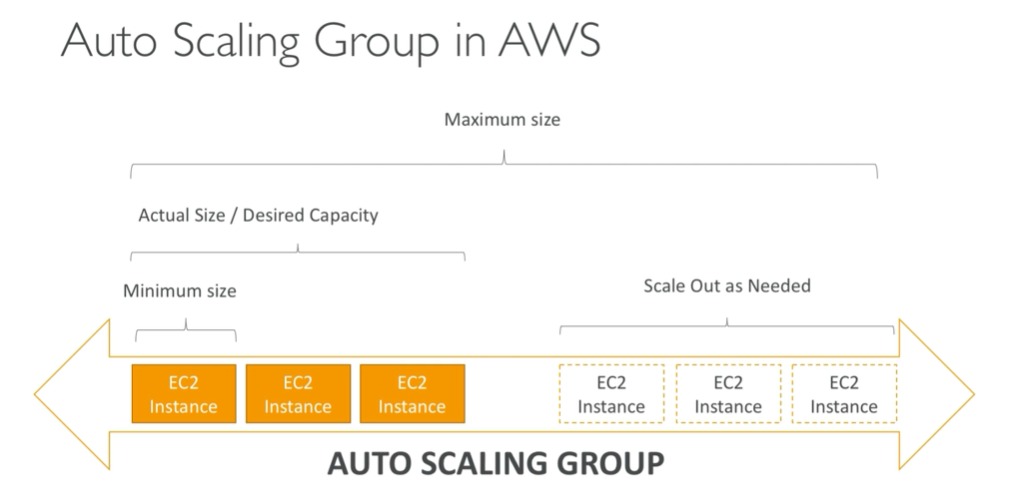 Auto Scaling Group in AWS
Maximum size
Actual Size / Desired Capacity
Minimum size
Scale Out as Needed
EC2
Instance
EC2
Instance
EC2
Instance
EC2
Instance
EC2
Instance
EC2
Instance
AUTO SCALING GROUP